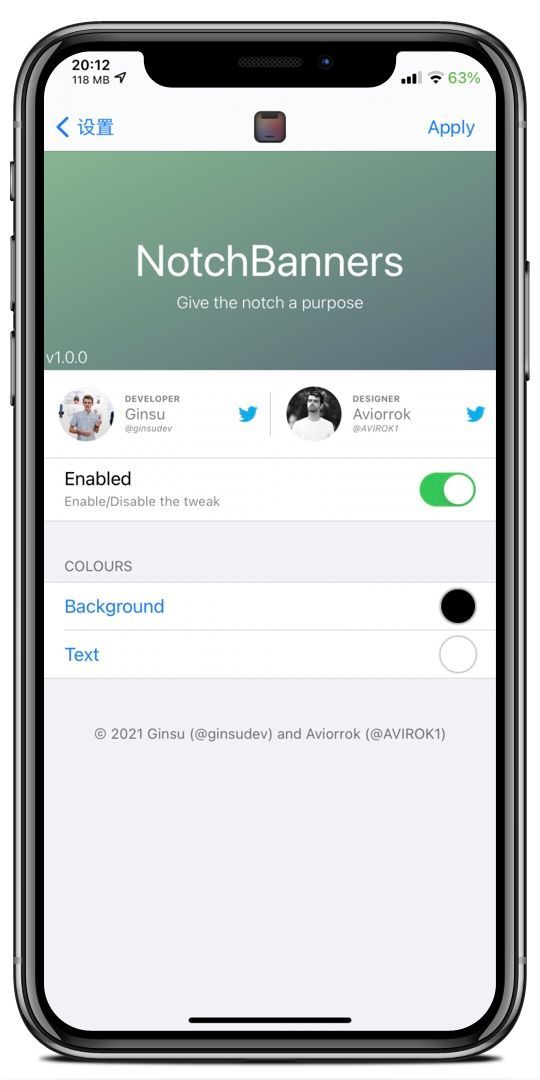 20:12
118 MB
63%
设置
Apply
NotchBanners
Give the notch a purpose
v1.0.0
DEVELOPER
Ginsu
@ginsudev
DESIGNER
Aviorrok
@AVIROK1
Enabled
Enable/Disable the tweak
COLOURS
Background
Text
© 2021 Ginsu (@ginsudev) and Aviorrok (@AVIROK1)